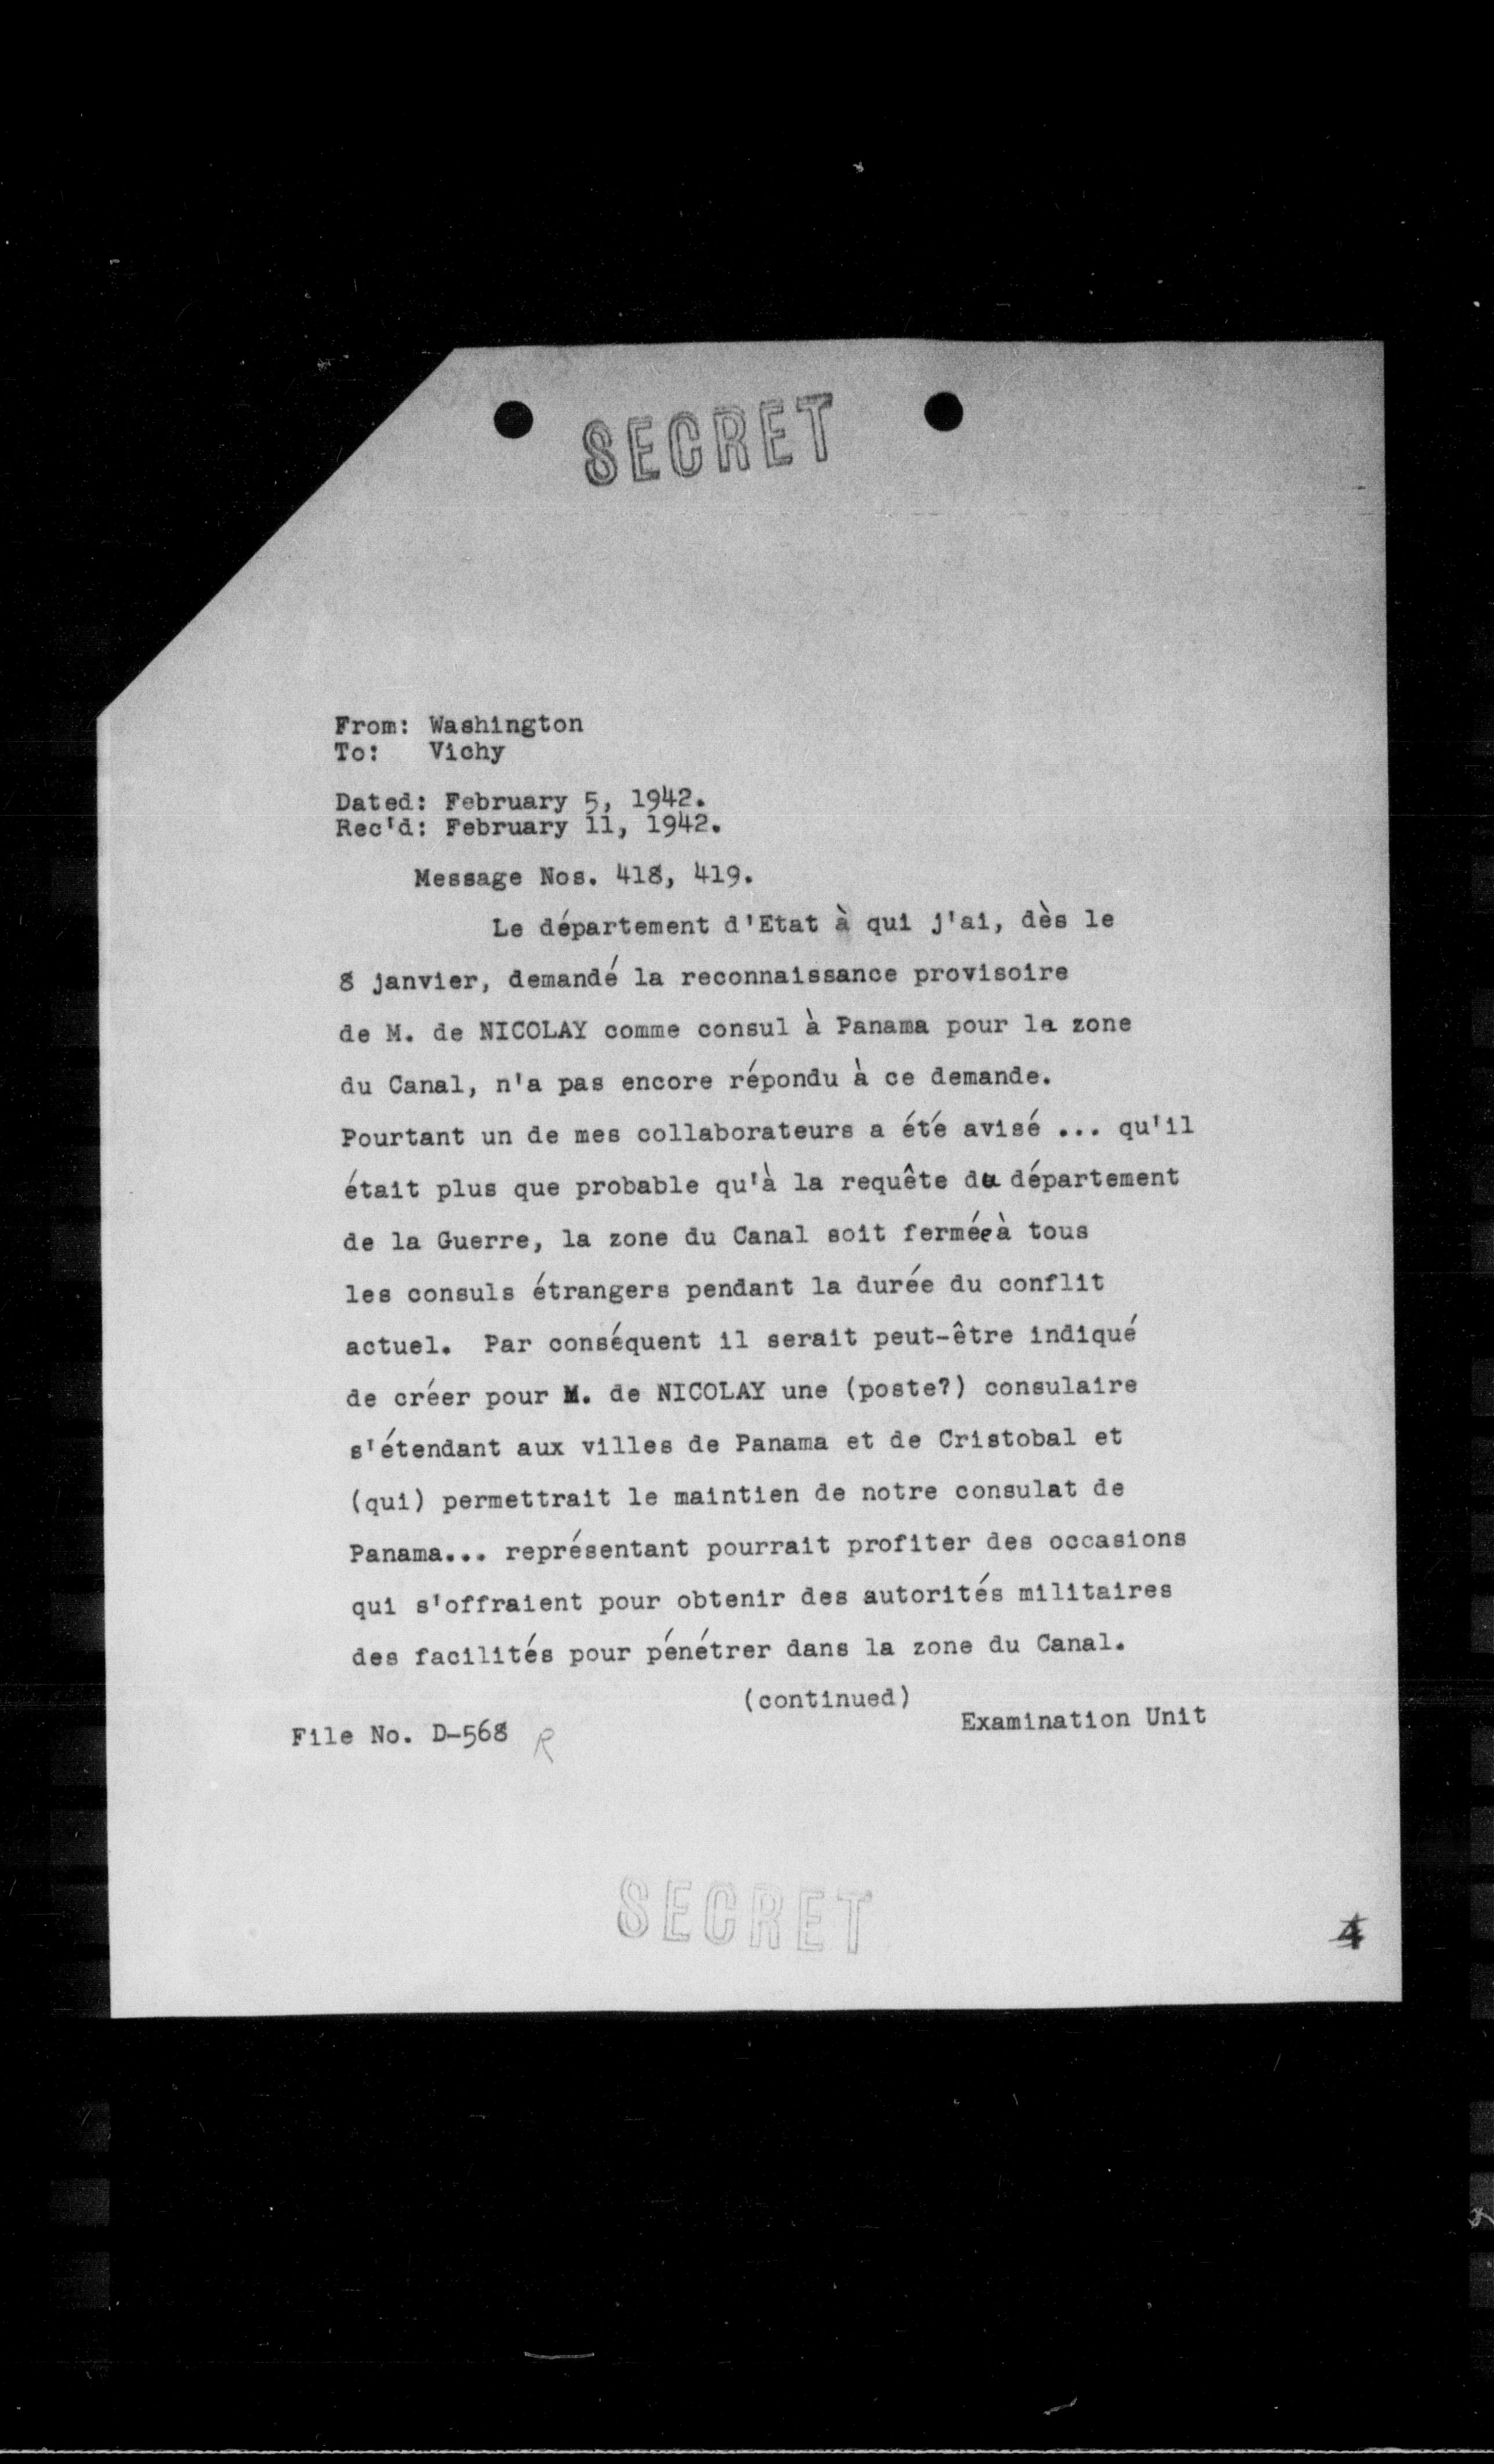 SECRET
From: Washington
To: Vichy
Dated: February 5, 1942.
Rec'd: February 11, 1942.
Message Nos. 418, 419.
Le département d'Etat à qui j'ai, dès le
8 janvier, demandé la reconnaissance provisoire
de M. de NICOLAY comme consul à Panama pour la zone
du Canal, n'a pas encore répondu à ce demande.
Pourtant un de mes collaborateurs a été avisé ... qu'il
était plus que probable qu'à la requête du département
de la Guerre, la zone du Canal soit fermée à tous
les consuls étrangers pendant la durée du conflit
actuel. Par conséquent il serait peut-être indiqué
de créer pour M. de NICOLAY une (poste?) consulaire
s'étendant aux villes de Panama et de Cristobal et
(qui) permettrait le maintien de notre consulat de
Panama... représentant pourrait profiter des occasions
qui s'offraient pour obtenir des autorités militaires
des facilités pour pénétrer dans la zone du Canal.
(continued)
File No. D-568 R
Examination Unit
SECRET
4